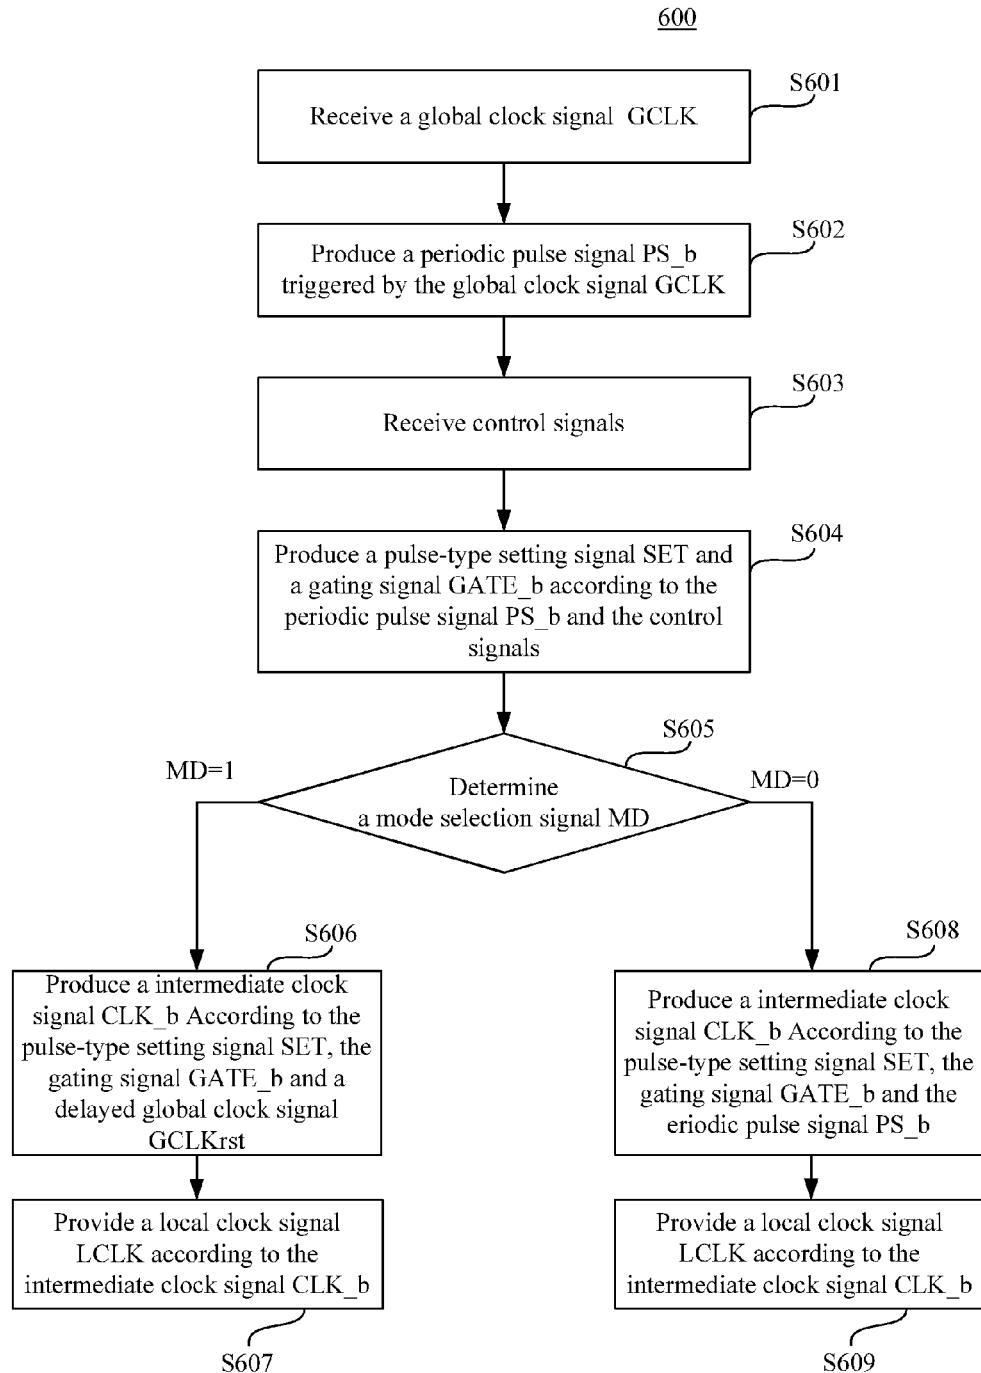 600
S601
Receive a global clock signal GCLK
S602
Produce a periodic pulse signal PS_b
triggered by the global clock signal GCLK
S603
Receive control signals
S604
Produce a pulse-type setting signal SET and
a gating signal GATE_b according to the
periodic pulse signal PS_b and the control
signals
S605
MD=1
MD=0
Determine
a mode selection signal MD
S606
Produce a intermediate clock
signal CLK_b According to the
pulse-type setting signal SET, the
gating signal GATE_b and a
delayed global clock signal
GCLKrst
S608
Produce a intermediate clock
signal CLK_b According to the
pulse-type setting signal SET, the
gating signal GATE_b and the
eriodic pulse signal PS_b
Provide a local clock signal
LCLK according to the
intermediate clock signal CLK_b
S607
Provide a local clock signal
LCLK according to the
intermediate clock signal CLK_b
S609